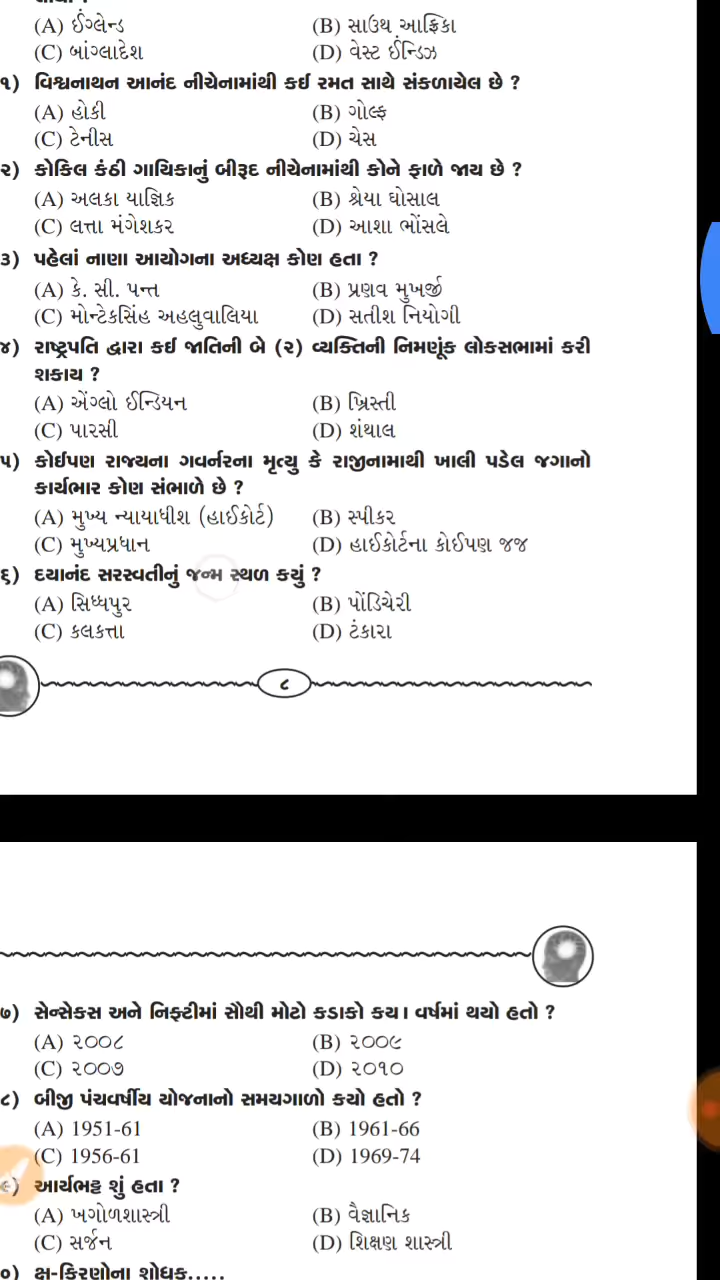 (A) ઈંગ્લેન્ડ (B) સાઉથ આફ્રિકા
(C) બાંગ્લાદેશ (D) વેસ્ટ ઈન્ડિઝ
૧) વિશ્વનાથન આનંદ નીચેનામાંથી કઈ રમત સાથે સંકળાયેલ છે ?
(A) હોકી (B) ગોલ્ફ
(C) ટેનીસ (D) ચેસ
૨) કોકિલ કંઠી ગાયિકાનું બીરૂદ નીચેનામાંથી કોને ફાળે જાય છે ?
(A) અલકા યાજ્ઞિક (B) શ્રેયા ઘોસાલ
(C) લત્તા મંગેશકર (D) આશા ભોંસલે
૩) પહેલાં નાણા આયોગના અધ્યક્ષ કોણ હતા ?
(A) કે. સી. પન્ત (B) પ્રણવ મુખર્જી
(C) મોન્ટેકસિંહ અહલુવાલિયા (D) સતીશ નિયોગી
૪) રાષ્ટ્રપતિ દ્વારા કઈ જાતિની બે (૨) વ્યક્તિની નિમણૂંક લોકસભામાં કરી
શકાય ?
(A) એંગ્લો ઈન્ડિયન (B) ખ્રિસ્તી
(C) પારસી (D) શંથાલ
૫) કોઈપણ રાજ્યના ગવર્નરના મૃત્યુ કે રાજીનામાથી ખાલી પડેલ જગાનો
કાર્યભાર કોણ સંભાળે છે ?
(A) મુખ્ય ન્યાયાધીશ (હાઈકોર્ટ) (B) સ્પીકર
(C) મુખ્યપ્રધાન (D) હાઈકોર્ટના કોઈપણ જજ
૬) દયાનંદ સરસ્વતીનું જન્મ સ્થળ કયું ?
(A) સિધ્ધપુર (B) પોંડિચેરી
(C) કલકત્તા (D) ટંકારા
૮
૭) સેન્સેક્સ અને નિફ્ટીમાં સૌથી મોટો કડાકો કયા વર્ષમાં થયો હતો ?
(A) ૨૦૦૮ (B) ૨૦૦૯
(C) ૨૦૦૭ (D) ૨૦૧૦
૮) બીજી પંચવર્ષીય યોજનાનો સમયગાળો કયો હતો ?
(A) 1951-61 (B) 1961-66
(C) 1956-61 (D) 1969-74
૯) આર્યભટ્ટ શું હતા ?
(A) ખગોળશાસ્ત્રી (B) વૈજ્ઞાનિક
(C) સર્જન (D) શિક્ષણ શાસ્ત્રી
૦) ક્ષ-કિરણોના શોધક.....